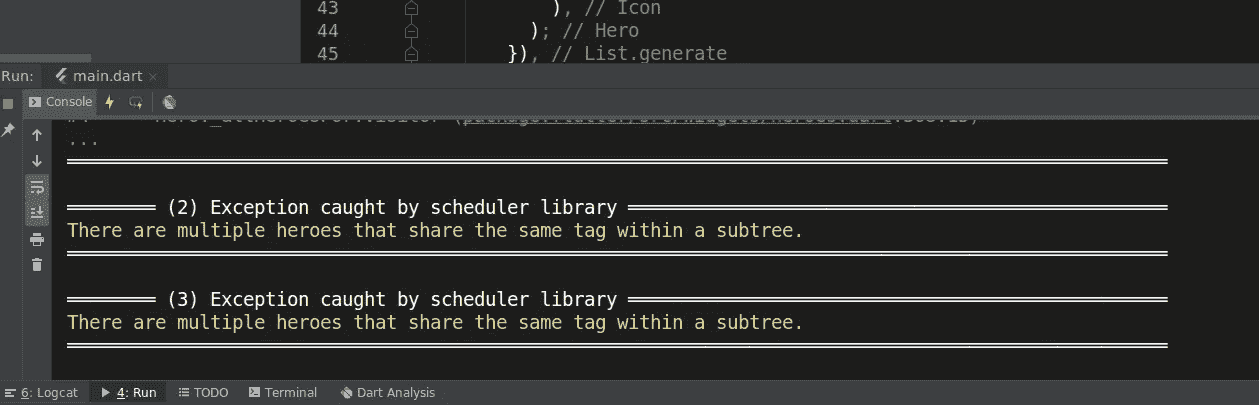 43 ), // Icon
44 ); // Hero
45 }), // List.generate
Run: main.dart ×
Console
...
(2) Exception caught by scheduler library
There are multiple heroes that share the same tag within a subtree.
(3) Exception caught by scheduler library
There are multiple heroes that share the same tag within a subtree.
6: Logcat 4: Run TODO Terminal Dart Analysis